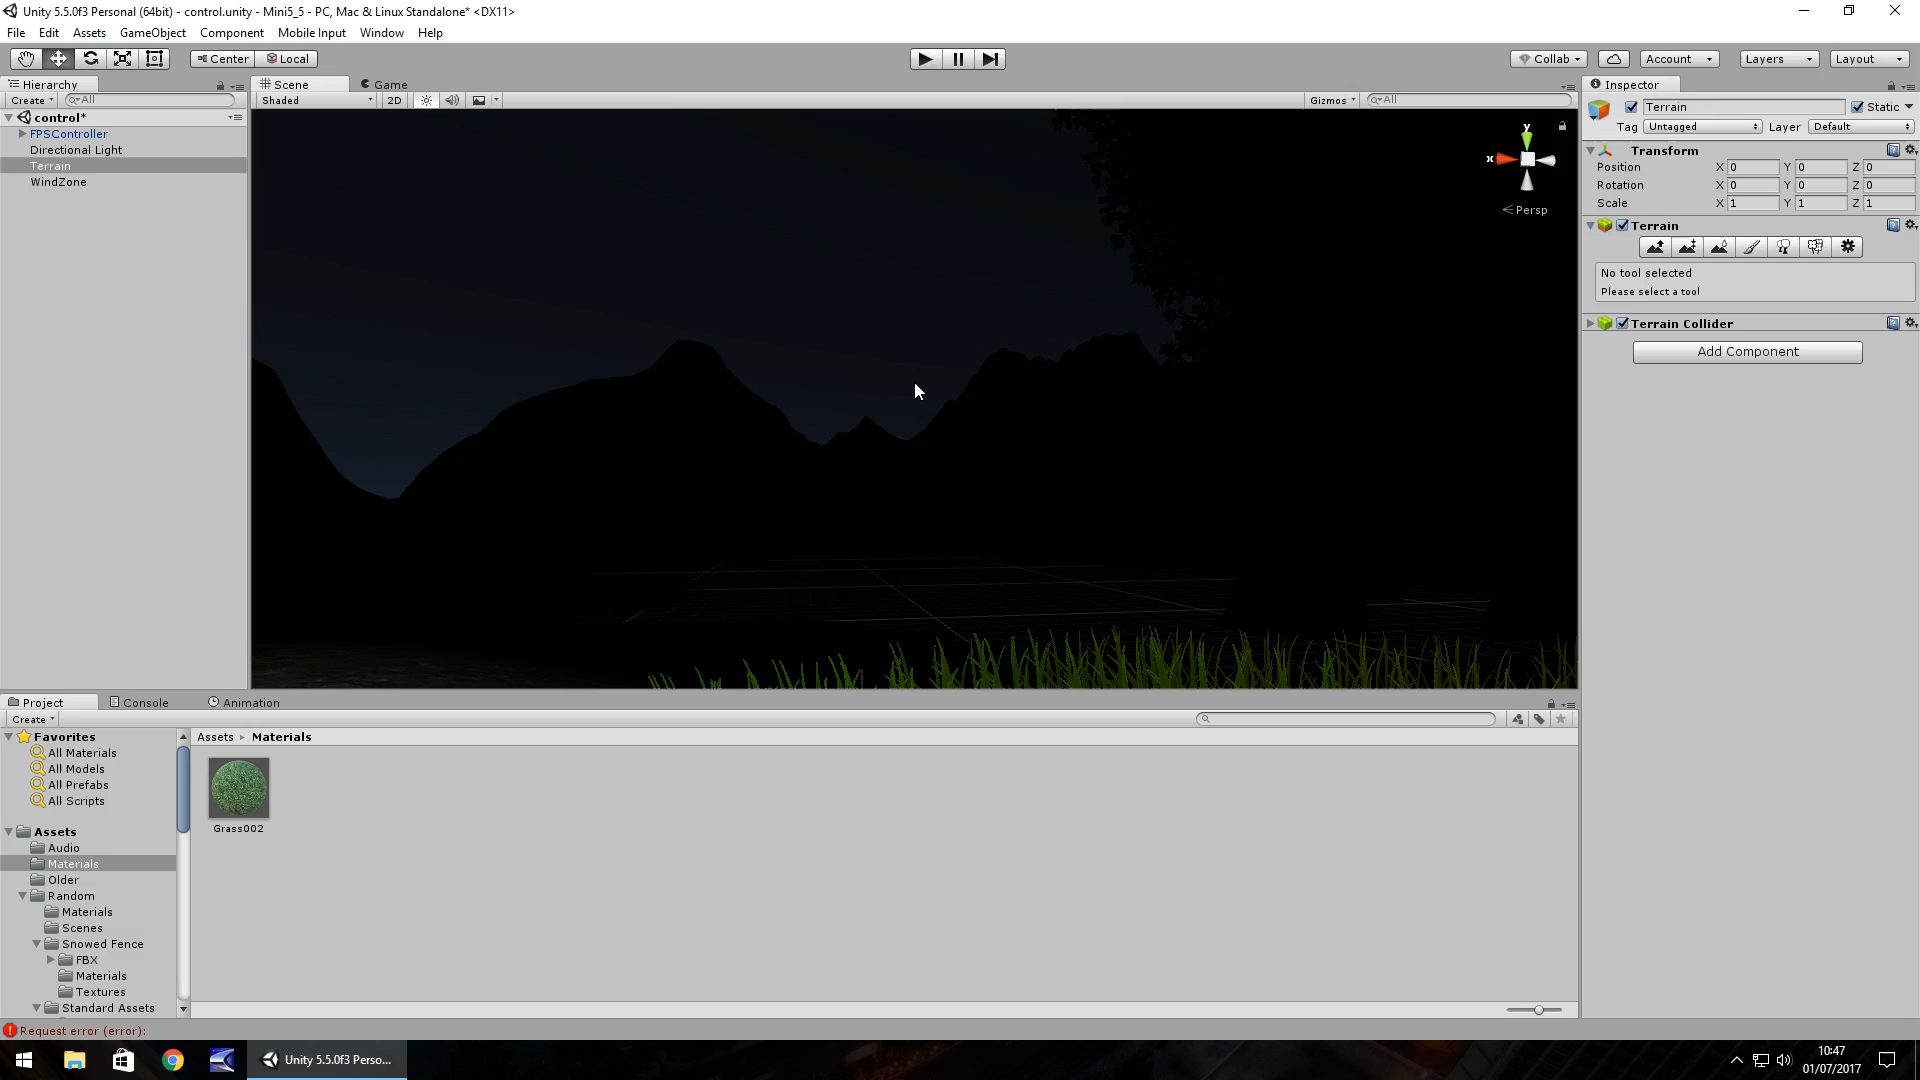 Unity 5.5.0f3 Personal (64bit) - control.unity - Mini5_5 - PC, Mac & Linux Standalone* <DX11>
File Edit Assets GameObject Component Mobile Input Window Help
Center Local Collab Account Layers Layout
Hierarchy
Create All
control*
FPSController
Directional Light
Terrain
WindZone
Scene Game
Shaded 2D Gizmos All
y
x
Persp
Inspector
Terrain Static
Tag Untagged Layer Default
Transform
Position X 0 Y 0 Z 0
Rotation X 0 Y 0 Z 0
Scale X 1 Y 1 Z 1
Terrain
No tool selected
Please select a tool
Terrain Collider
Add Component
Project Console Animation
Create
Favorites
All Materials
All Models
All Prefabs
All Scripts
Assets
Audio
Materials
Older
Random
Materials
Scenes
Snowed Fence
FBX
Materials
Textures
Standard Assets
Assets Materials
Grass002
Request error (error):
Unity 5.5.0f3 Perso...
10:47
01/07/2017